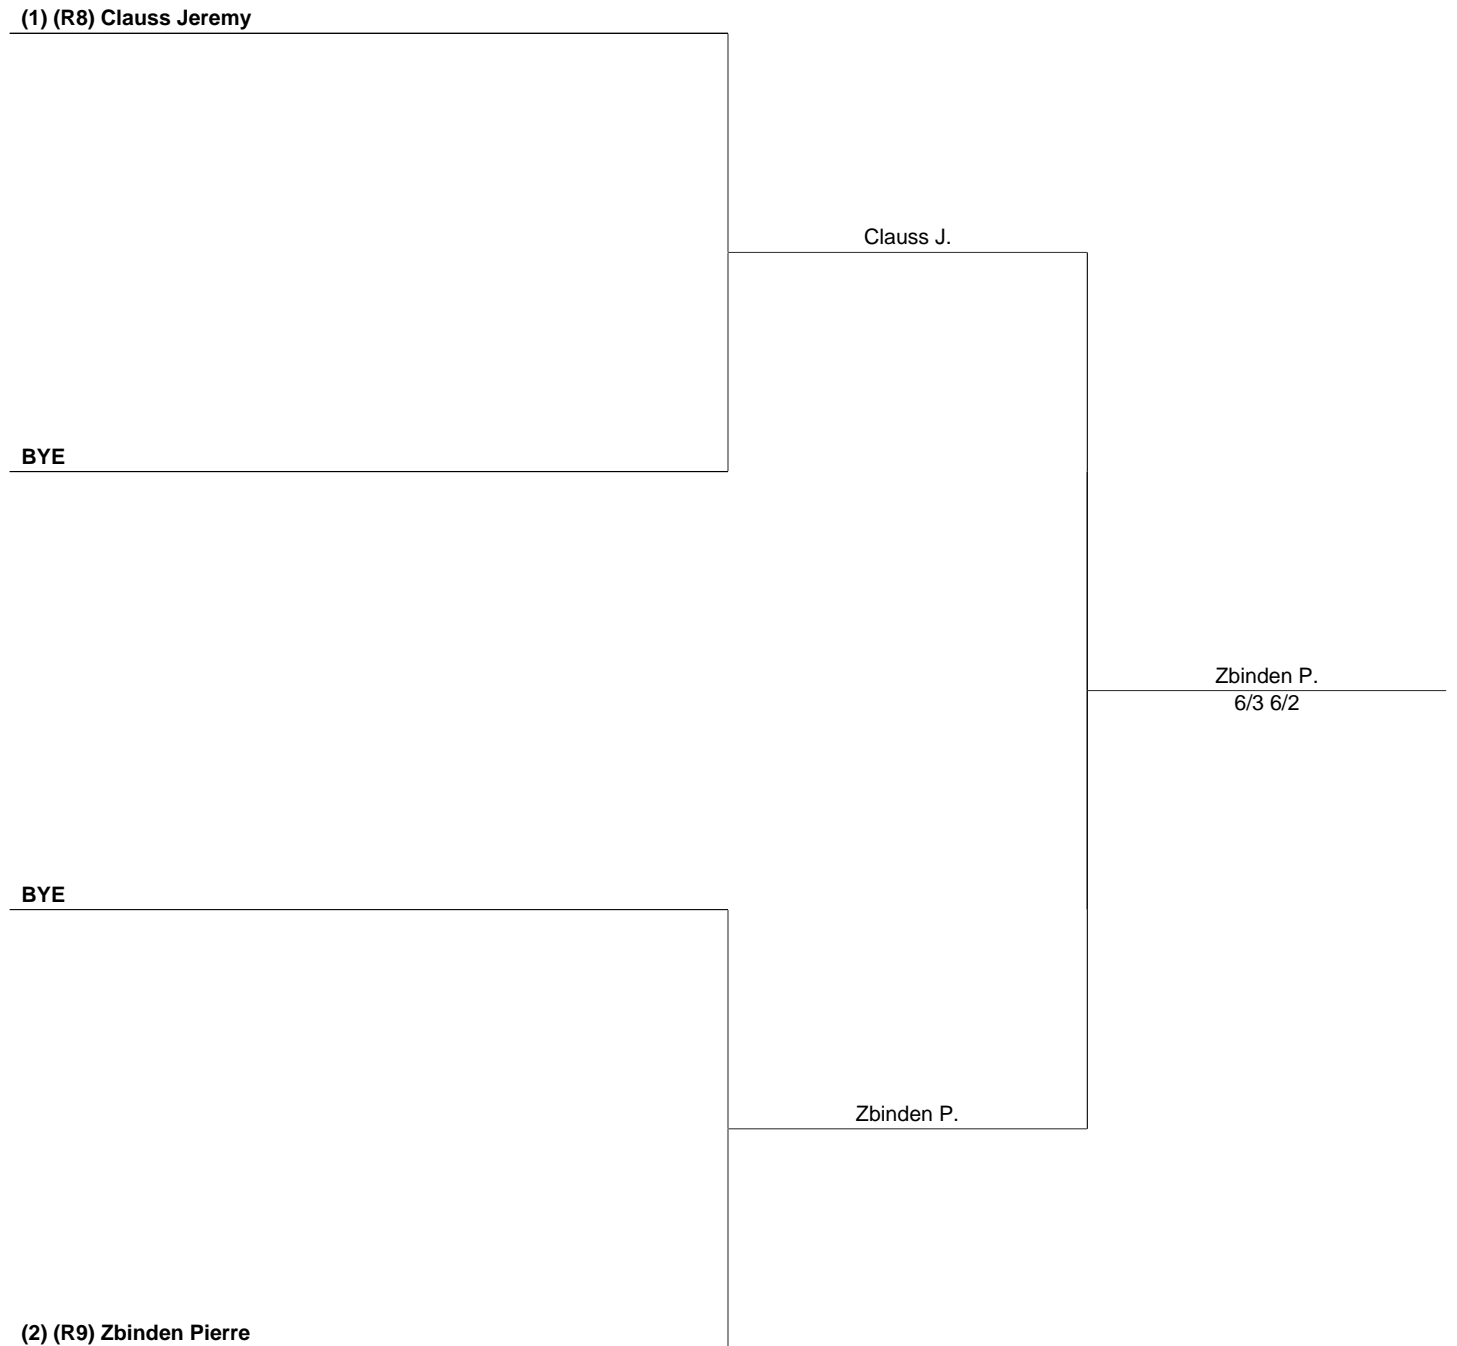 (1) (R8) Clauss Jeremy
Clauss J.
BYE
Zbinden P.
6/3 6/2
BYE
Zbinden P.
(2) (R9) Zbinden Pierre